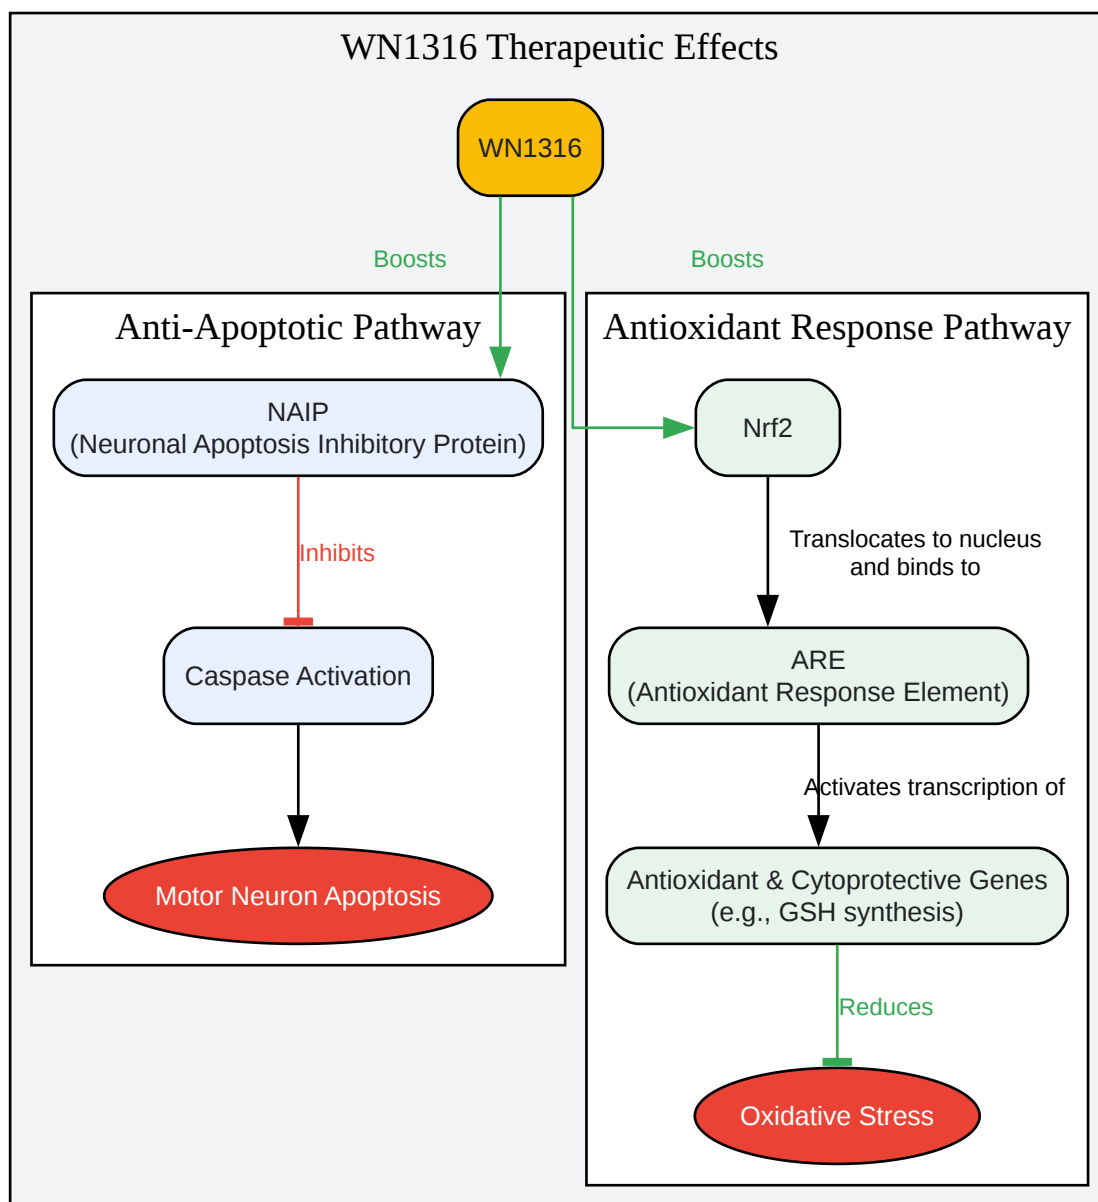 WN1316 Therapeutic Effects
WN1316
Boosts
Boosts
Anti-Apoptotic Pathway
NAIP
(Neuronal Apoptosis Inhibitory Protein)
Inhibits
Caspase Activation
Motor Neuron Apoptosis
Antioxidant Response Pathway
Nrf2
Translocates to nucleus
and binds to
ARE
(Antioxidant Response Element)
Activates transcription of
Antioxidant & Cytoprotective Genes
(e.g., GSH synthesis)
Reduces
Oxidative Stress